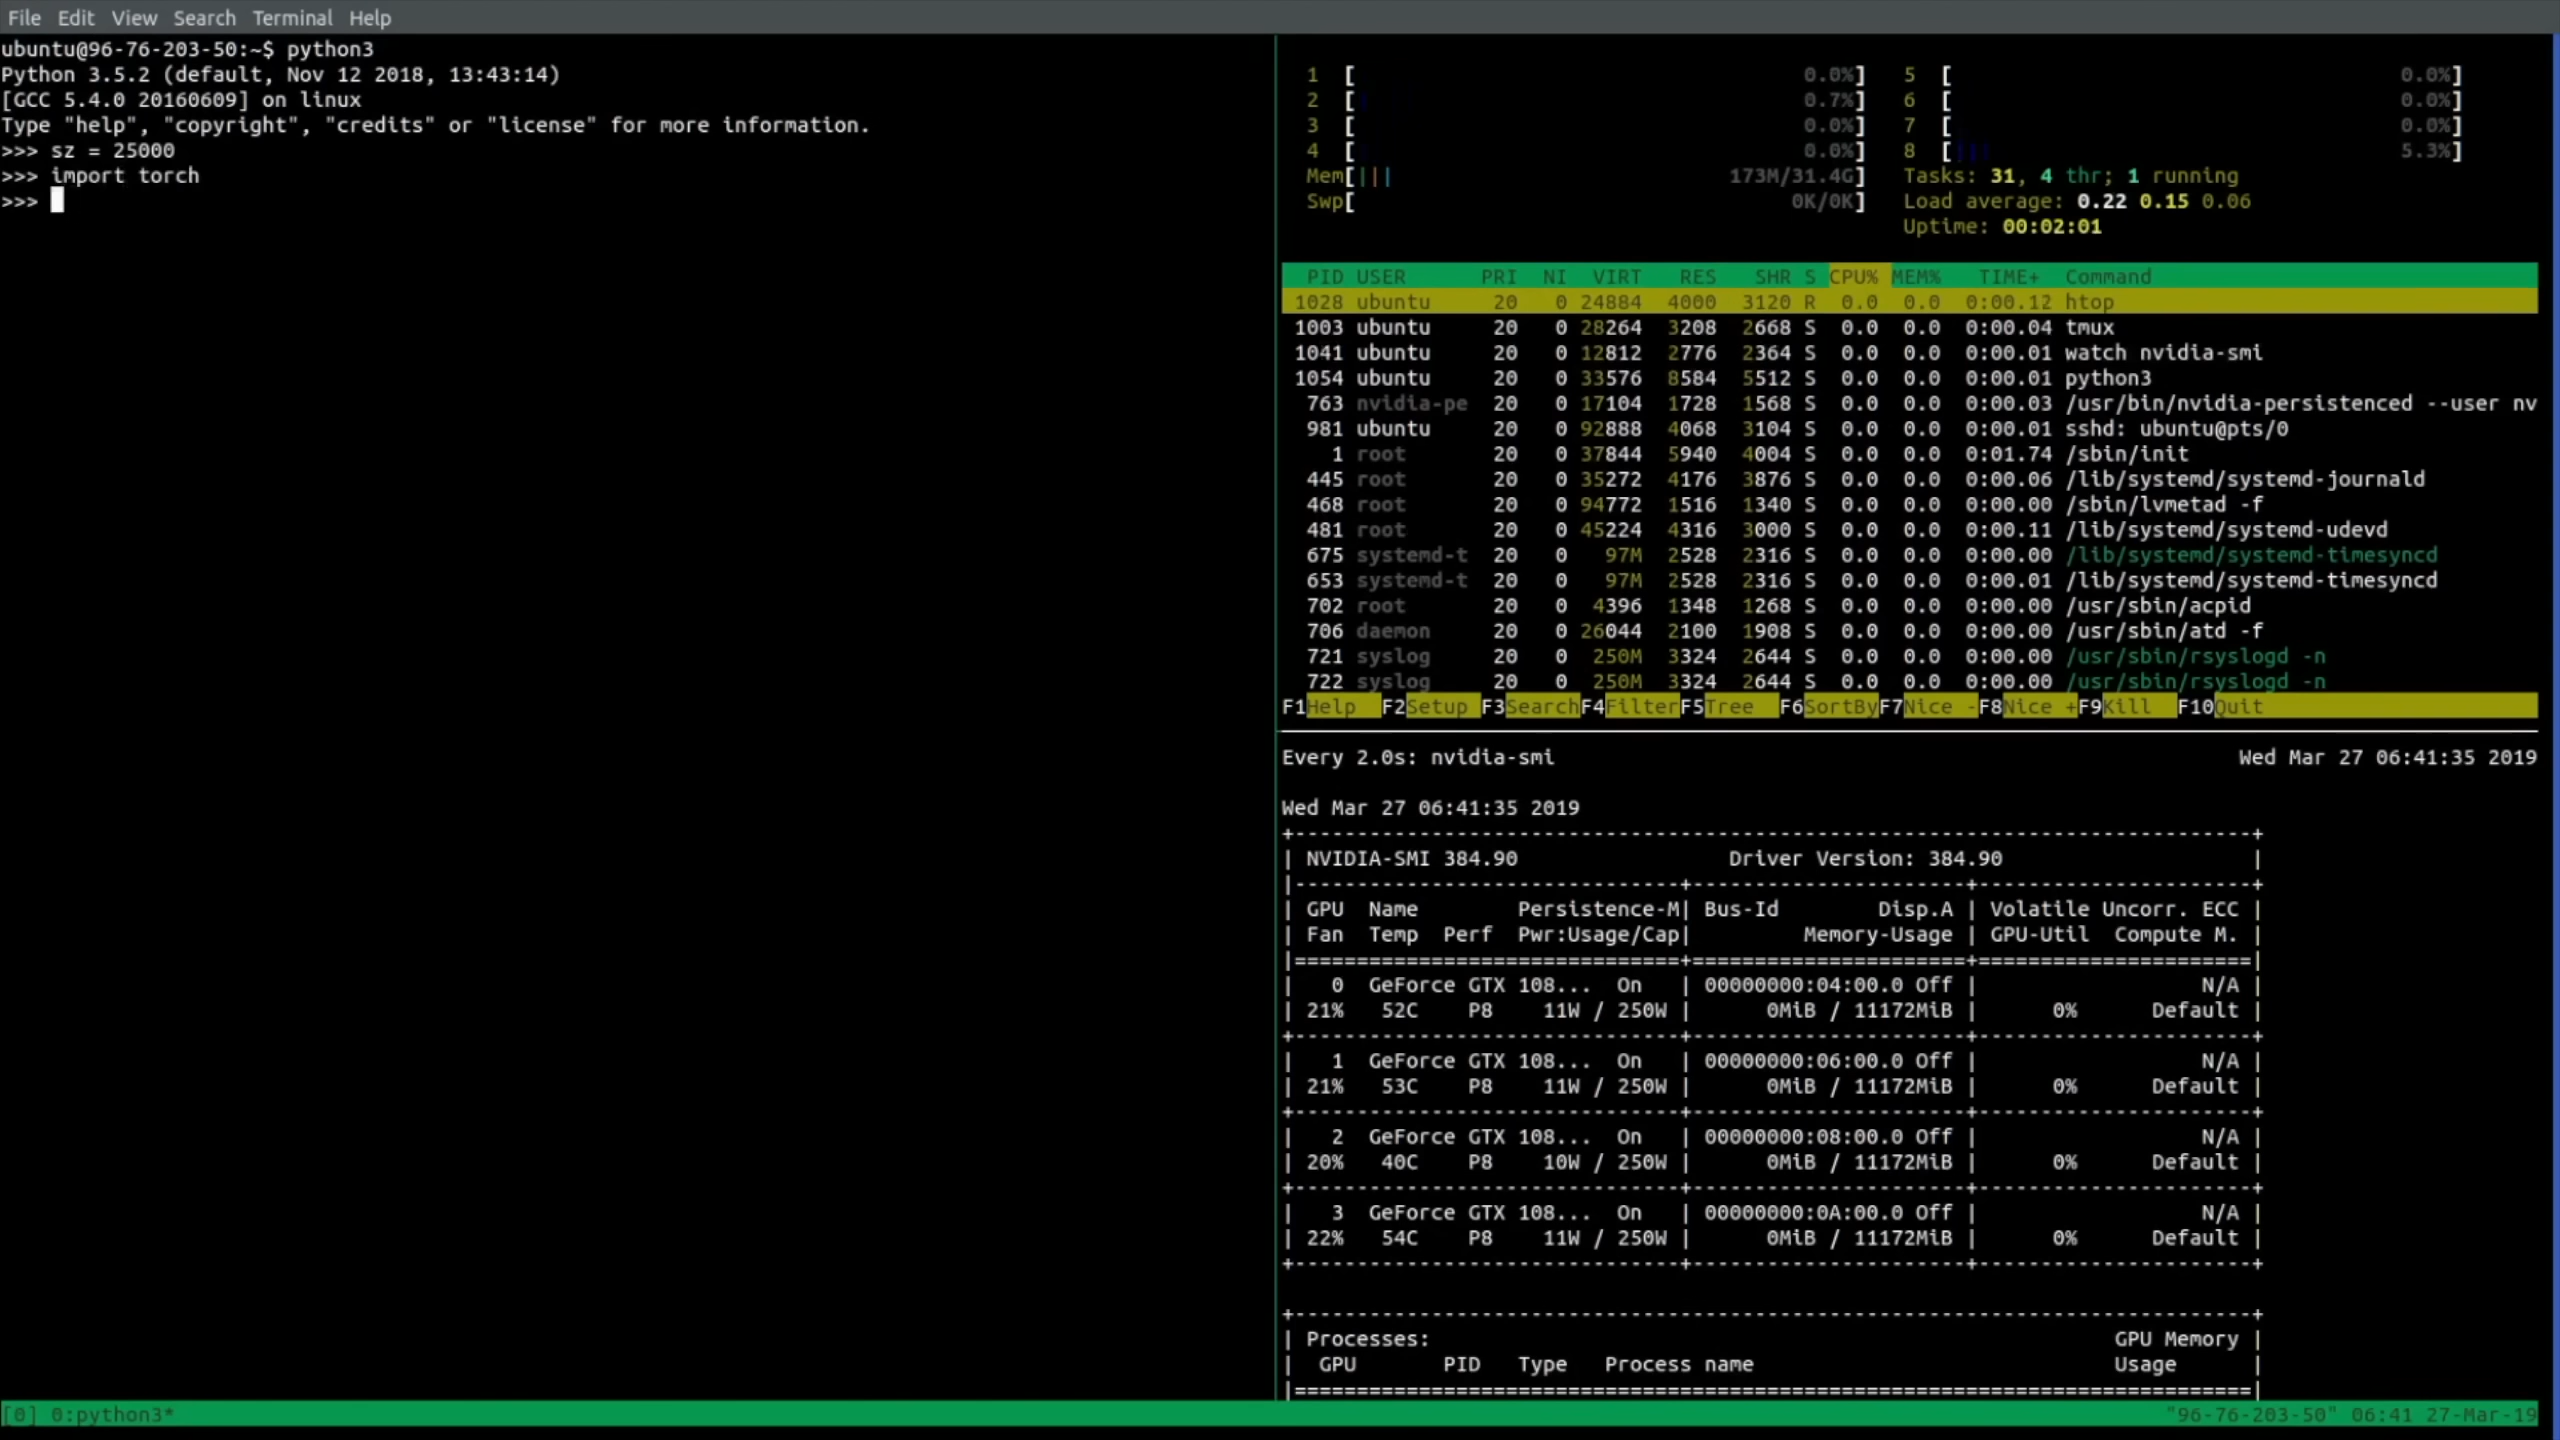 File Edit View Search Terminal Help
ubuntu@96-76-203-50:~$ python3
Python 3.5.2 (default, Nov 12 2018, 13:43:14)
[GCC 5.4.0 20160609] on linux
Type "help", "copyright", "credits" or "license" for more information.
>>> sz = 25000
>>> import torch
>>>
1 [ 0.0%] 5 [ 0.0%]
2 [ 0.7%] 6 [ 0.0%]
3 [ 0.0%] 7 [ 0.0%]
4 [ 0.0%] 8 [||| 5.3%]
Mem[||| 173M/31.4G] Tasks: 31, 4 thr; 1 running
Swp[ 0K/0K] Load average: 0.22 0.15 0.06
Uptime: 00:02:01
PID USER PRI NI VIRT RES SHR S CPU% MEM% TIME+ Command
1028 ubuntu 20 0 24884 4000 3120 R 0.0 0.0 0:00.12 htop
1003 ubuntu 20 0 28264 3208 2668 S 0.0 0.0 0:00.04 tmux
1041 ubuntu 20 0 12812 2776 2364 S 0.0 0.0 0:00.01 watch nvidia-smi
1054 ubuntu 20 0 33576 8584 5512 S 0.0 0.0 0:00.01 python3
763 nvidia-pe 20 0 17104 1728 1568 S 0.0 0.0 0:00.03 /usr/bin/nvidia-persistenced --user nv
981 ubuntu 20 0 92888 4068 3104 S 0.0 0.0 0:00.01 sshd: ubuntu@pts/0
1 root 20 0 37844 5940 4004 S 0.0 0.0 0:01.74 /sbin/init
445 root 20 0 35272 4176 3876 S 0.0 0.0 0:00.06 /lib/systemd/systemd-journald
468 root 20 0 94772 1516 1340 S 0.0 0.0 0:00.00 /sbin/lvmetad -f
481 root 20 0 45224 4316 3000 S 0.0 0.0 0:00.11 /lib/systemd/systemd-udevd
675 systemd-t 20 0 97M 2528 2316 S 0.0 0.0 0:00.00 /lib/systemd/systemd-timesyncd
653 systemd-t 20 0 97M 2528 2316 S 0.0 0.0 0:00.01 /lib/systemd/systemd-timesyncd
702 root 20 0 4396 1348 1268 S 0.0 0.0 0:00.00 /usr/sbin/acpid
706 daemon 20 0 26044 2100 1908 S 0.0 0.0 0:00.00 /usr/sbin/atd -f
721 syslog 20 0 250M 3324 2644 S 0.0 0.0 0:00.00 /usr/sbin/rsyslogd -n
722 syslog 20 0 250M 3324 2644 S 0.0 0.0 0:00.00 /usr/sbin/rsyslogd -n
F1Help F2Setup F3SearchF4FilterF5Tree F6SortByF7Nice -F8Nice +F9Kill F10Quit
Every 2.0s: nvidia-smi Wed Mar 27 06:41:35 2019
Wed Mar 27 06:41:35 2019
+-----------------------------------------------------------------------------+
| NVIDIA-SMI 384.90 Driver Version: 384.90 |
|-------------------------------+----------------------+----------------------+
| GPU Name Persistence-M| Bus-Id Disp.A | Volatile Uncorr. ECC |
| Fan Temp Perf Pwr:Usage/Cap| Memory-Usage | GPU-Util Compute M. |
|===============================+======================+======================|
| 0 GeForce GTX 108... On | 00000000:04:00.0 Off | N/A |
| 21% 52C P8 11W / 250W | 0MiB / 11172MiB | 0% Default |
+-------------------------------+----------------------+----------------------+
| 1 GeForce GTX 108... On | 00000000:06:00.0 Off | N/A |
| 21% 53C P8 11W / 250W | 0MiB / 11172MiB | 0% Default |
+-------------------------------+----------------------+----------------------+
| 2 GeForce GTX 108... On | 00000000:08:00.0 Off | N/A |
| 20% 40C P8 10W / 250W | 0MiB / 11172MiB | 0% Default |
+-------------------------------+----------------------+----------------------+
| 3 GeForce GTX 108... On | 00000000:0A:00.0 Off | N/A |
| 22% 54C P8 11W / 250W | 0MiB / 11172MiB | 0% Default |
+-------------------------------+----------------------+----------------------+
+-----------------------------------------------------------------------------+
| Processes: GPU Memory |
| GPU PID Type Process name Usage |
|=============================================================================|
[0] 0:python3* "96-76-203-50" 06:41 27-Mar-19